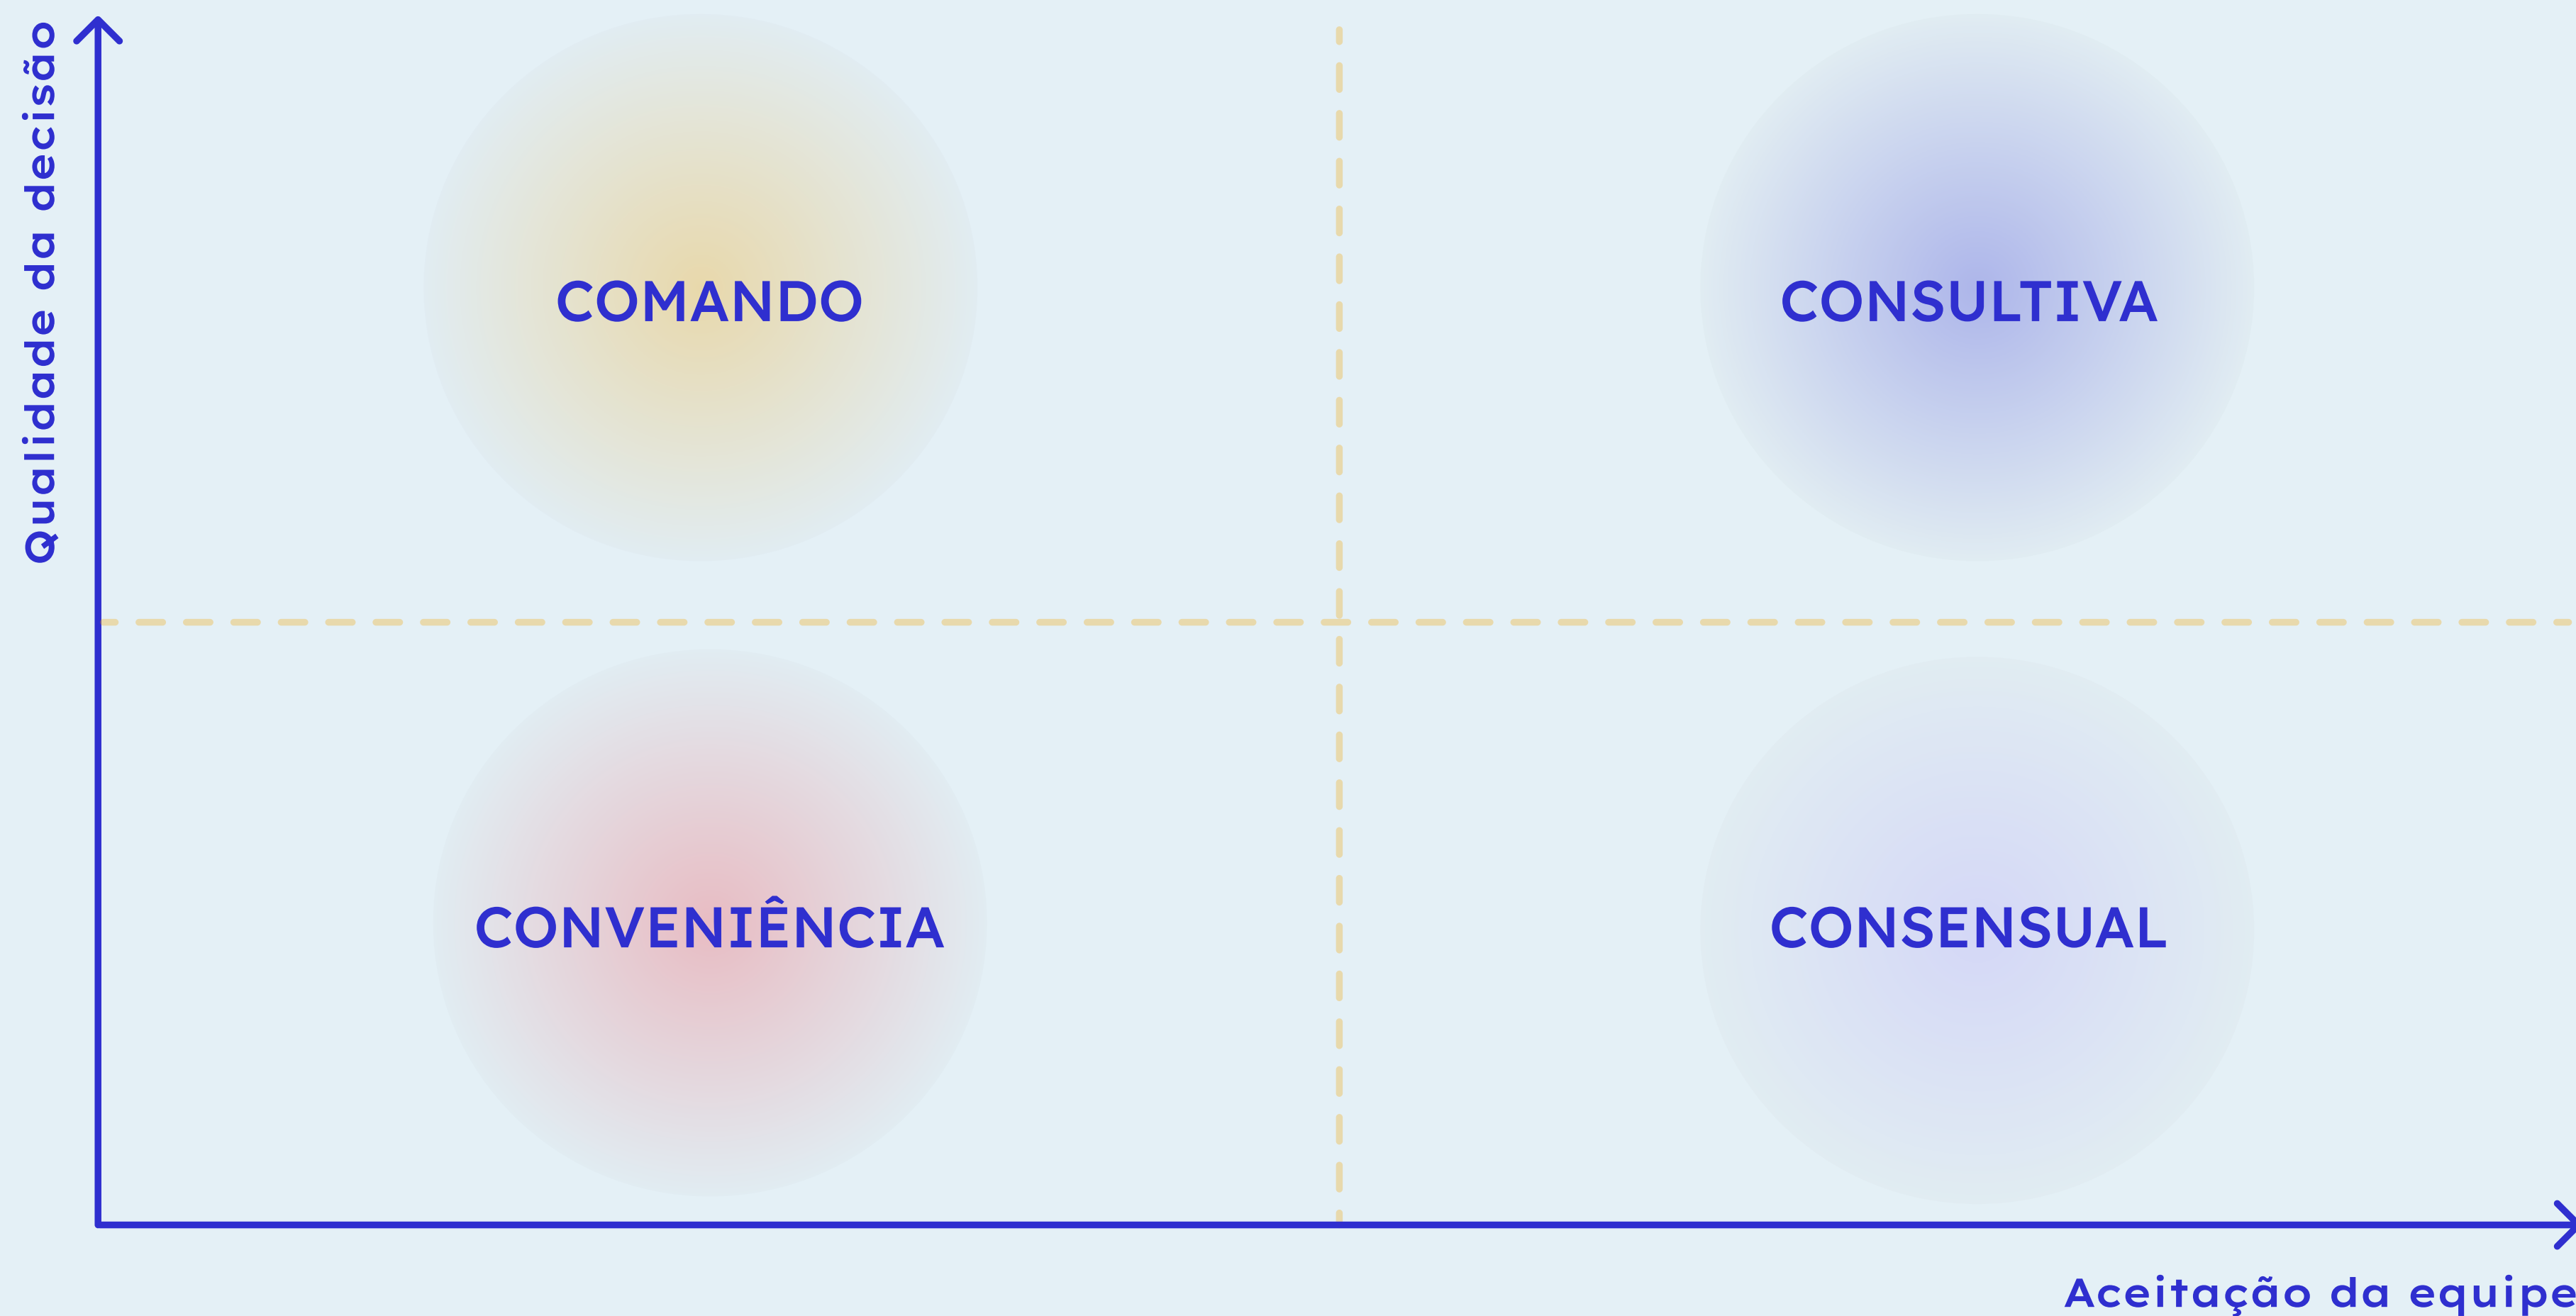 Qualidade da decisão
COMANDO
CONSULTIVA
CONVENIÊNCIA
CONSENSUAL
Aceitação da equipe